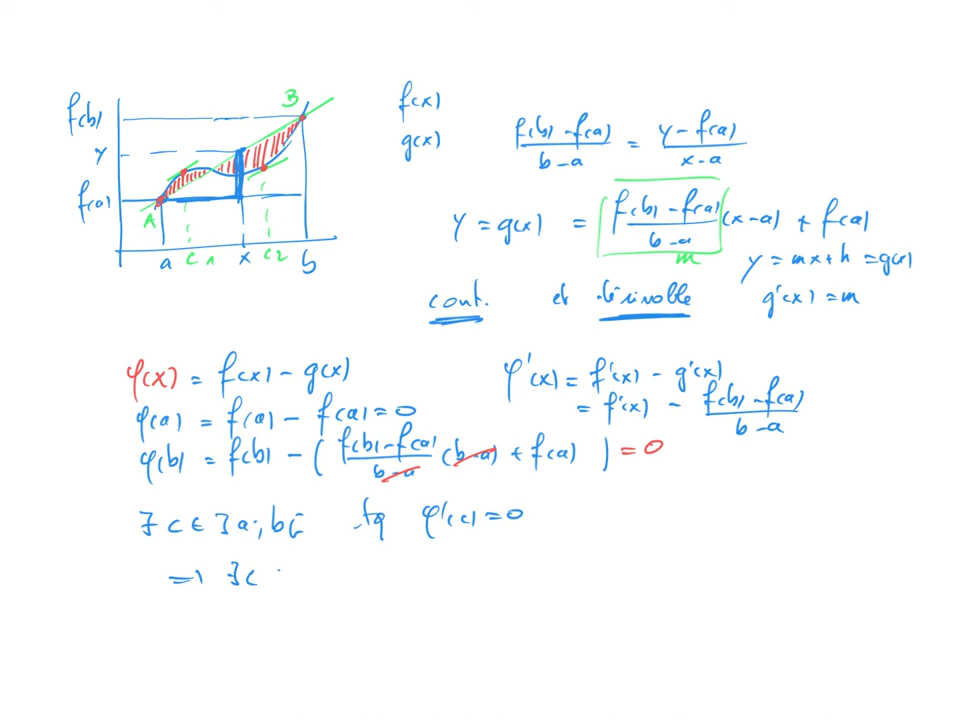 f(b)
B
Y
f(a)
A
a c1 x c2 b
f(x)
g(x)
(f(b) - f(a))/(b - a) = (y - f(a))/(x - a)
Y = g(x) = (f(b) - f(a))/(b - a) (x - a) + f(a)
m
y = mx + h = g(x)
g'(x) = m
cont. et dérivable
φ(x) = f(x) - g(x)
φ(a) = f(a) - f(a) = 0
φ(b) = f(b) - ( (f(b) - f(a))/(b - a) (b - a) + f(a) ) = 0
φ'(x) = f'(x) - g'(x)
= f'(x) - (f(b) - f(a))/(b - a)
∃ c ∈ ]a; b[ tq φ'(c) = 0
=> ∃ c